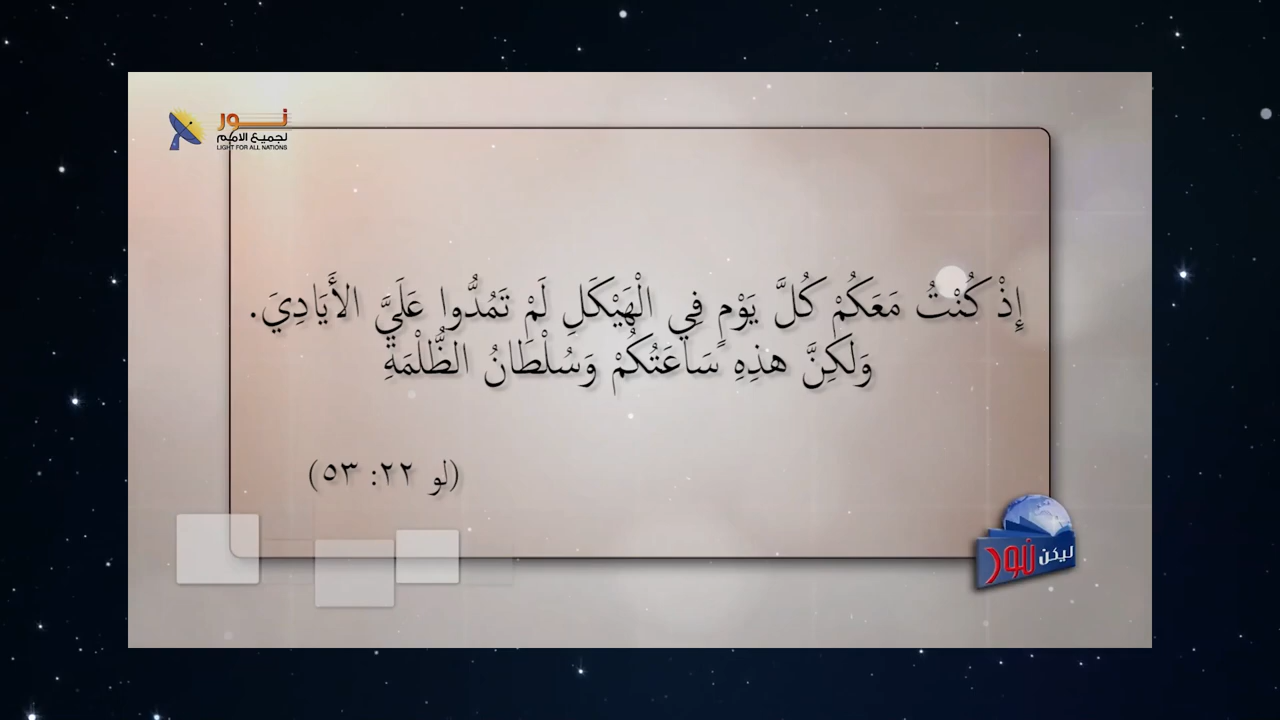 نور
لجميع الامم
LIGHT FOR ALL NATIONS
إِذْ كُنْتُ مَعَكُمْ كُلَّ يَوْمٍ فِي الْهَيْكَلِ لَمْ تَمُدُّوا عَلَيَّ الأَيَادِيَ.
وَلكِنَّ هذِهِ سَاعَتُكُمْ وَسُلْطَانُ الظُّلْمَةِ
(لو ٢٢: ٥٣)
ليكن نور